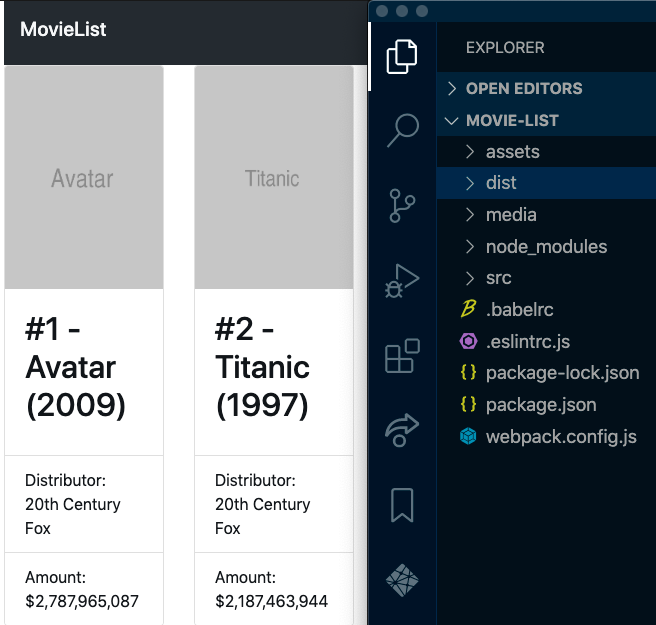 MovieList
Avatar
#1 -
Avatar
(2009)
Distributor:
20th Century
Fox
Amount:
$2,787,965,087
Titanic
#2 -
Titanic
(1997)
Distributor:
20th Century
Fox
Amount:
$2,187,463,944
EXPLORER
OPEN EDITORS
MOVIE-LIST
assets
dist
media
node_modules
src
.babelrc
.eslintrc.js
package-lock.json
package.json
webpack.config.js